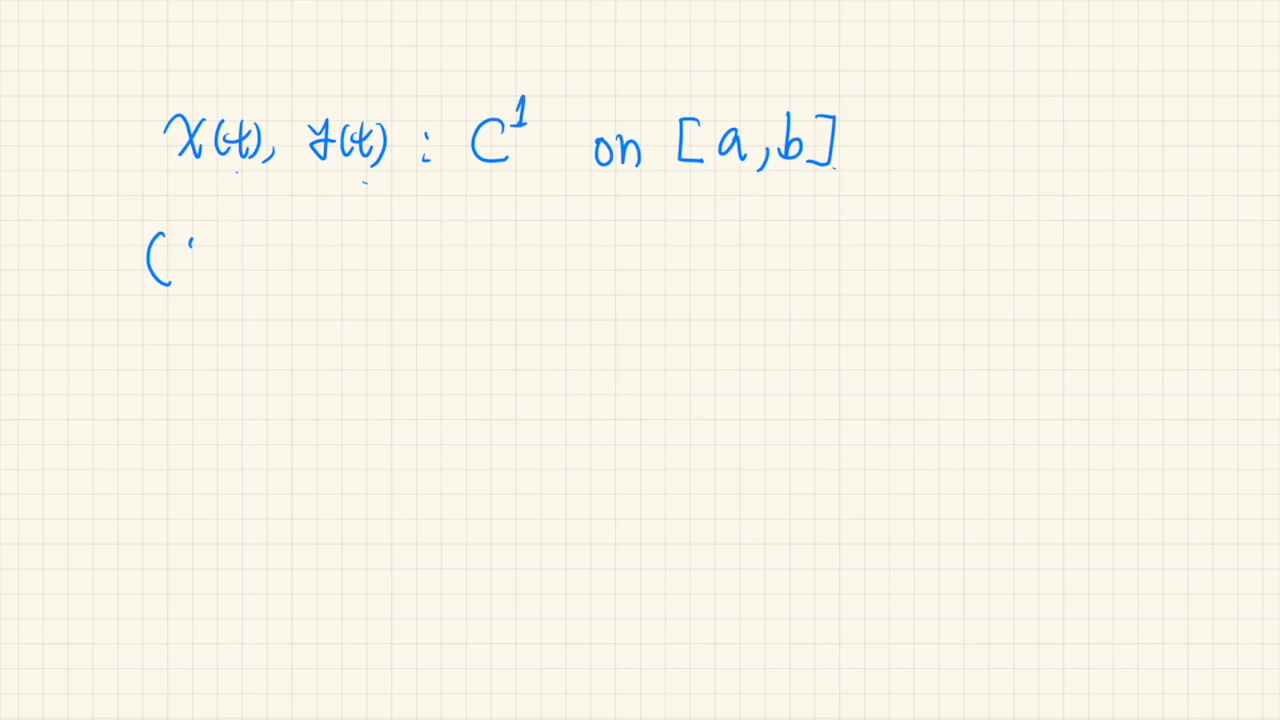 x(t), y(t) : C¹ on [a, b]
(